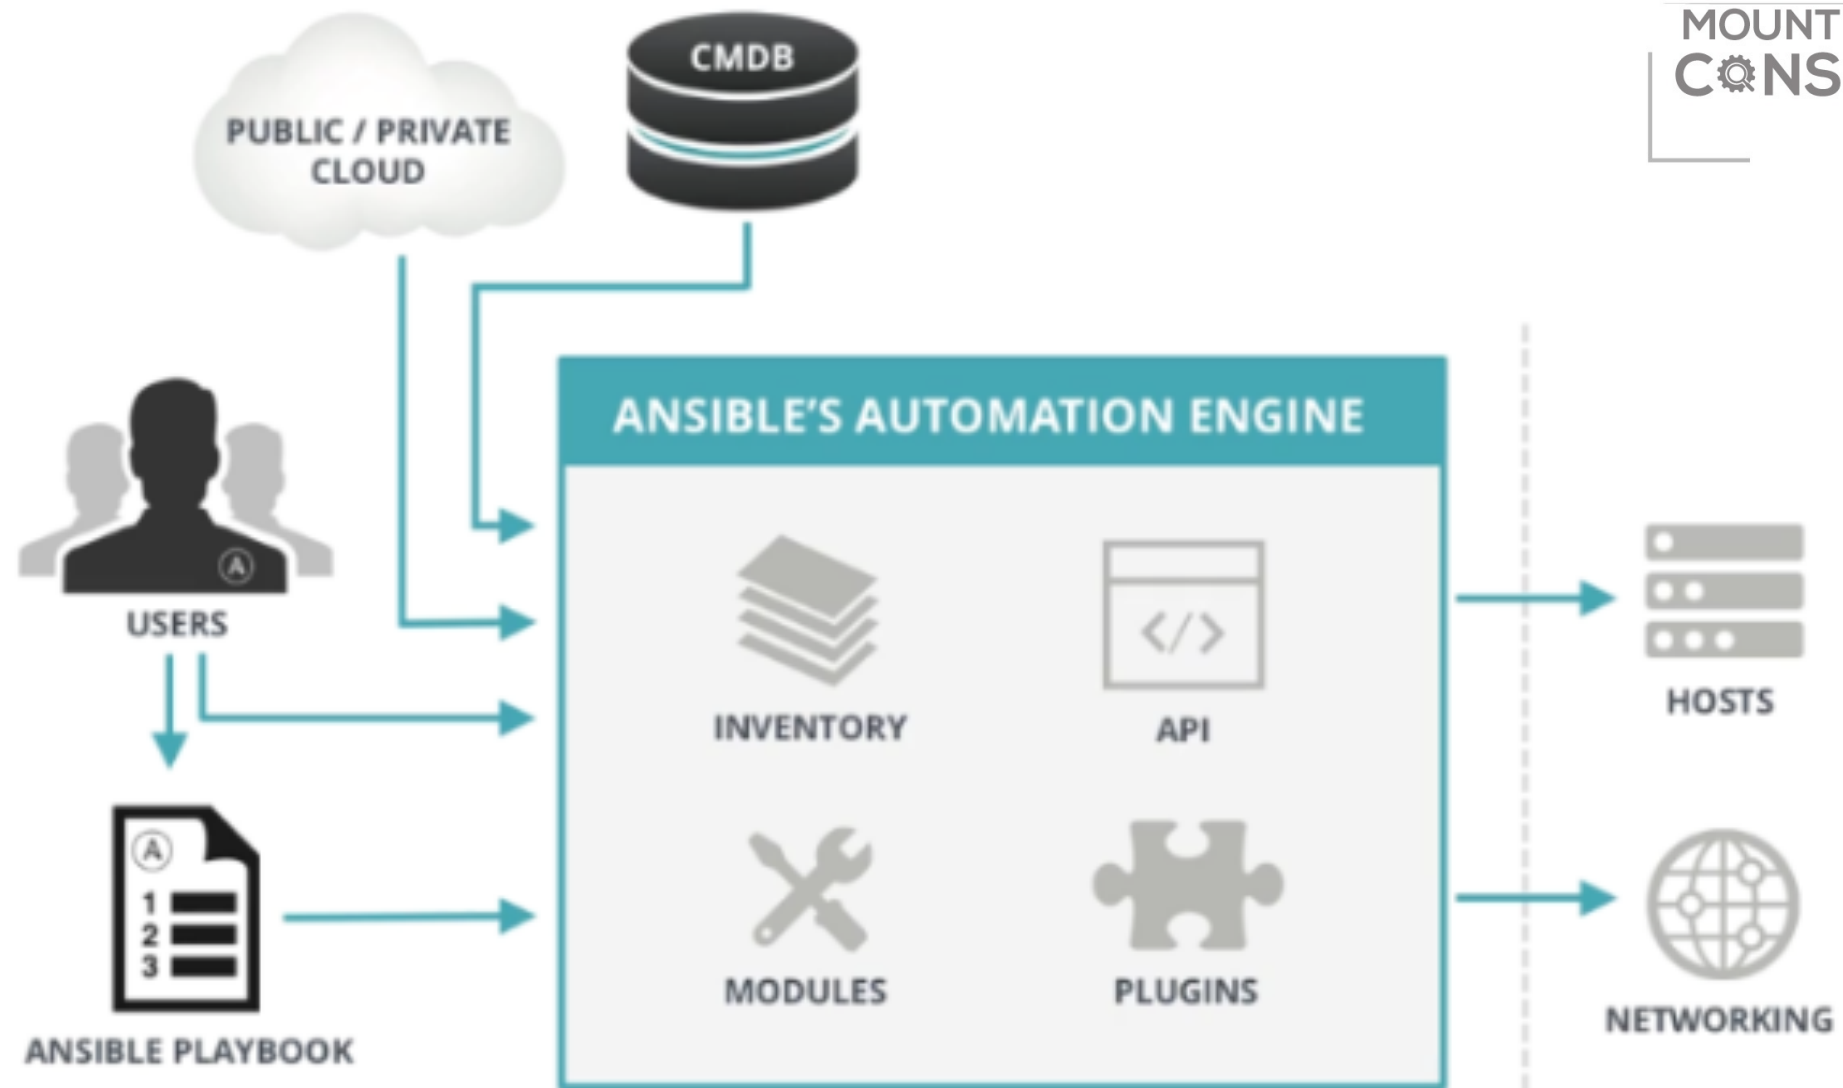 MOUNT
CONS
CMDB
PUBLIC / PRIVATE
CLOUD
ANSIBLE'S AUTOMATION ENGINE
A
USERS
INVENTORY
</>
API
HOSTS
A
1
2
3
MODULES
PLUGINS
NETWORKING
ANSIBLE PLAYBOOK